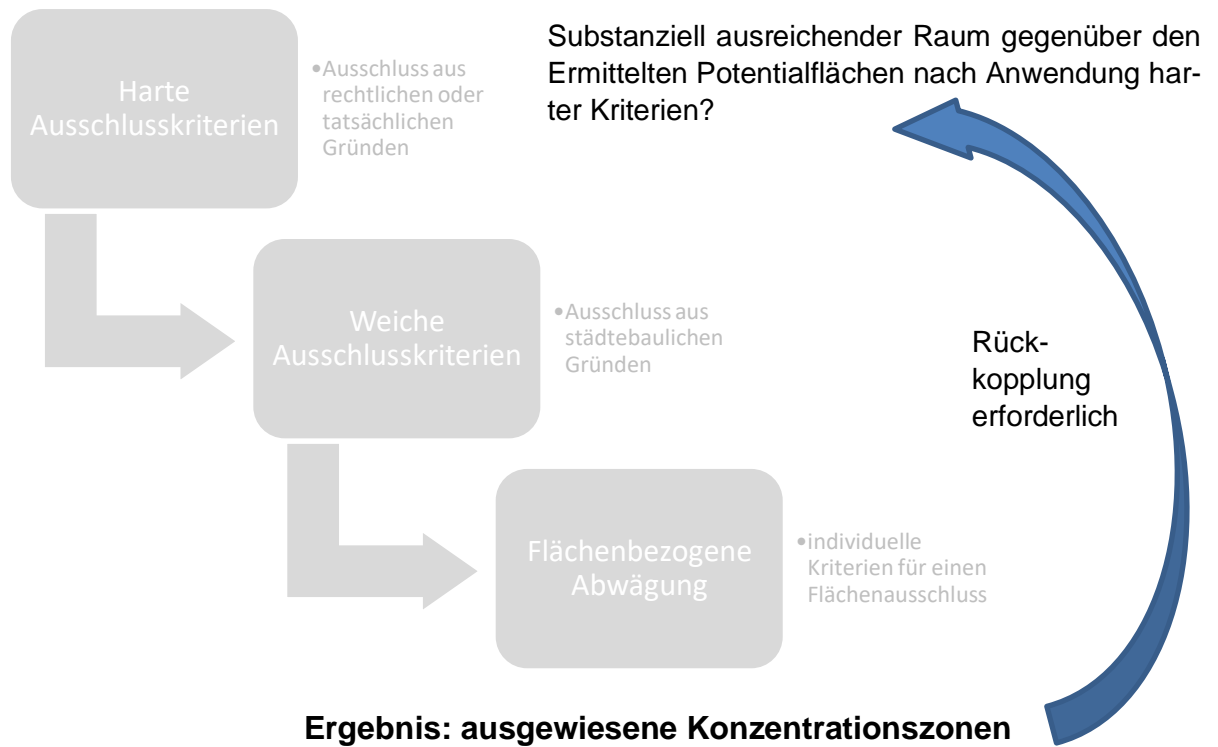 Substanziell ausreichender Raum gegenüber den
Ermittelten Potentialflächen nach Anwendung har-
ter Kriterien?
Harte
Ausschlusskriterien
•Ausschluss aus
rechtlichen oder
tatsächlichen
Gründen
Weiche
Ausschlusskriterien
•Ausschluss aus
städtebaulichen
Gründen
Rück-
kopplung
erforderlich
Flächenbezogene
Abwägung
•individuelle
Kriterien für einen
Flächenausschluss
Ergebnis: ausgewiesene Konzentrationszonen